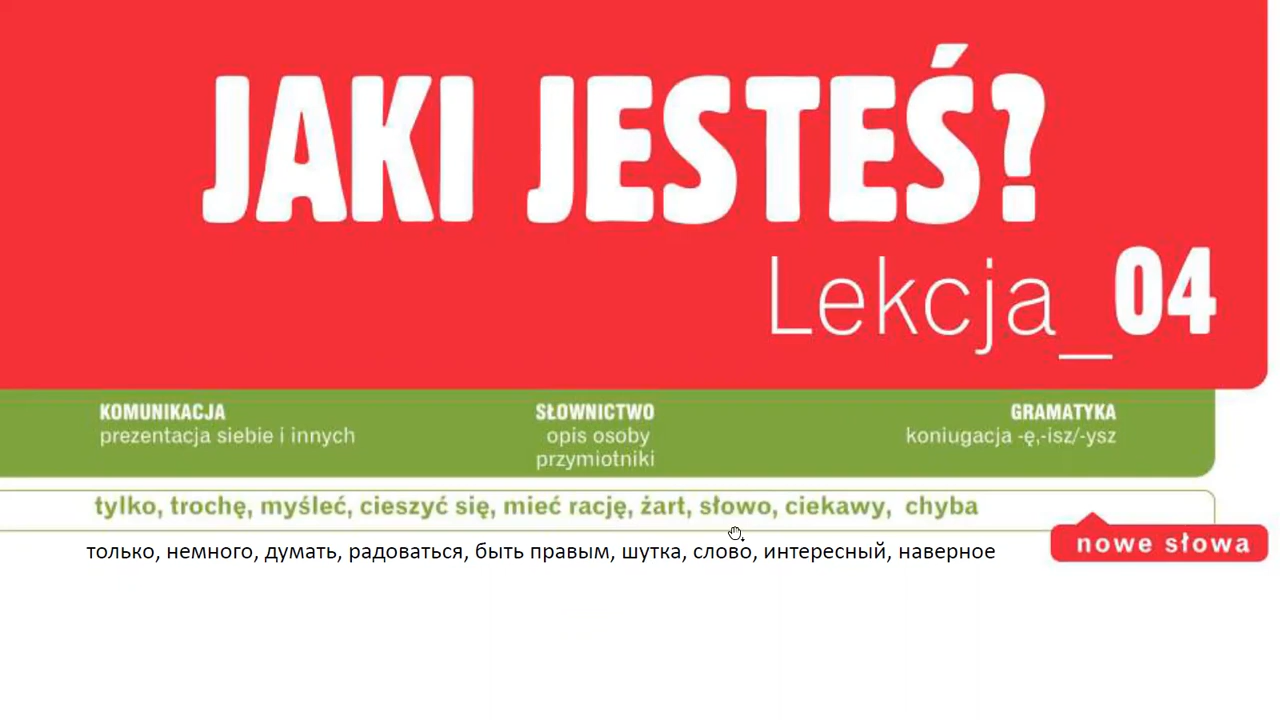 JAKI JESTEŚ?
Lekcja_04
KOMUNIKACJA
prezentacja siebie i innych
SŁOWNICTWO
opis osoby
przymiotniki
GRAMATYKA
koniugacja -ę,-isz/-ysz
tylko, trochę, myśleć, cieszyć się, mieć rację, żart, słowo, ciekawy, chyba
nowe słowa
только, немного, думать, радоваться, быть правым, шутка, слово, интересный, наверное